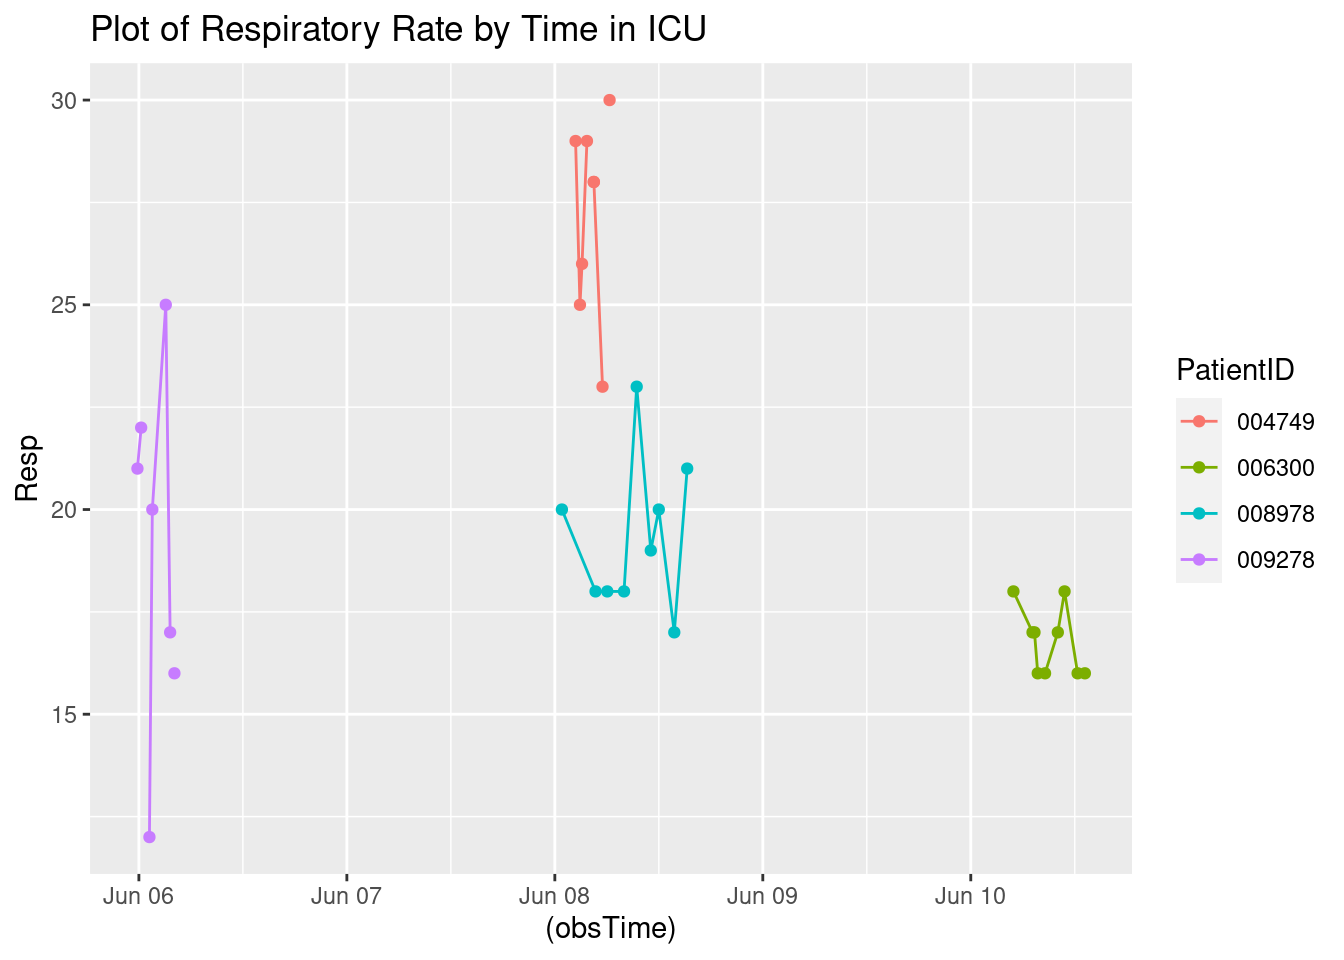 Plot of Respiratory Rate by Time in ICU
30
25
20
15
Resp
Jun 06
Jun 07
Jun 08
Jun 09
Jun 10
(obsTime)
PatientID
004749
006300
008978
009278